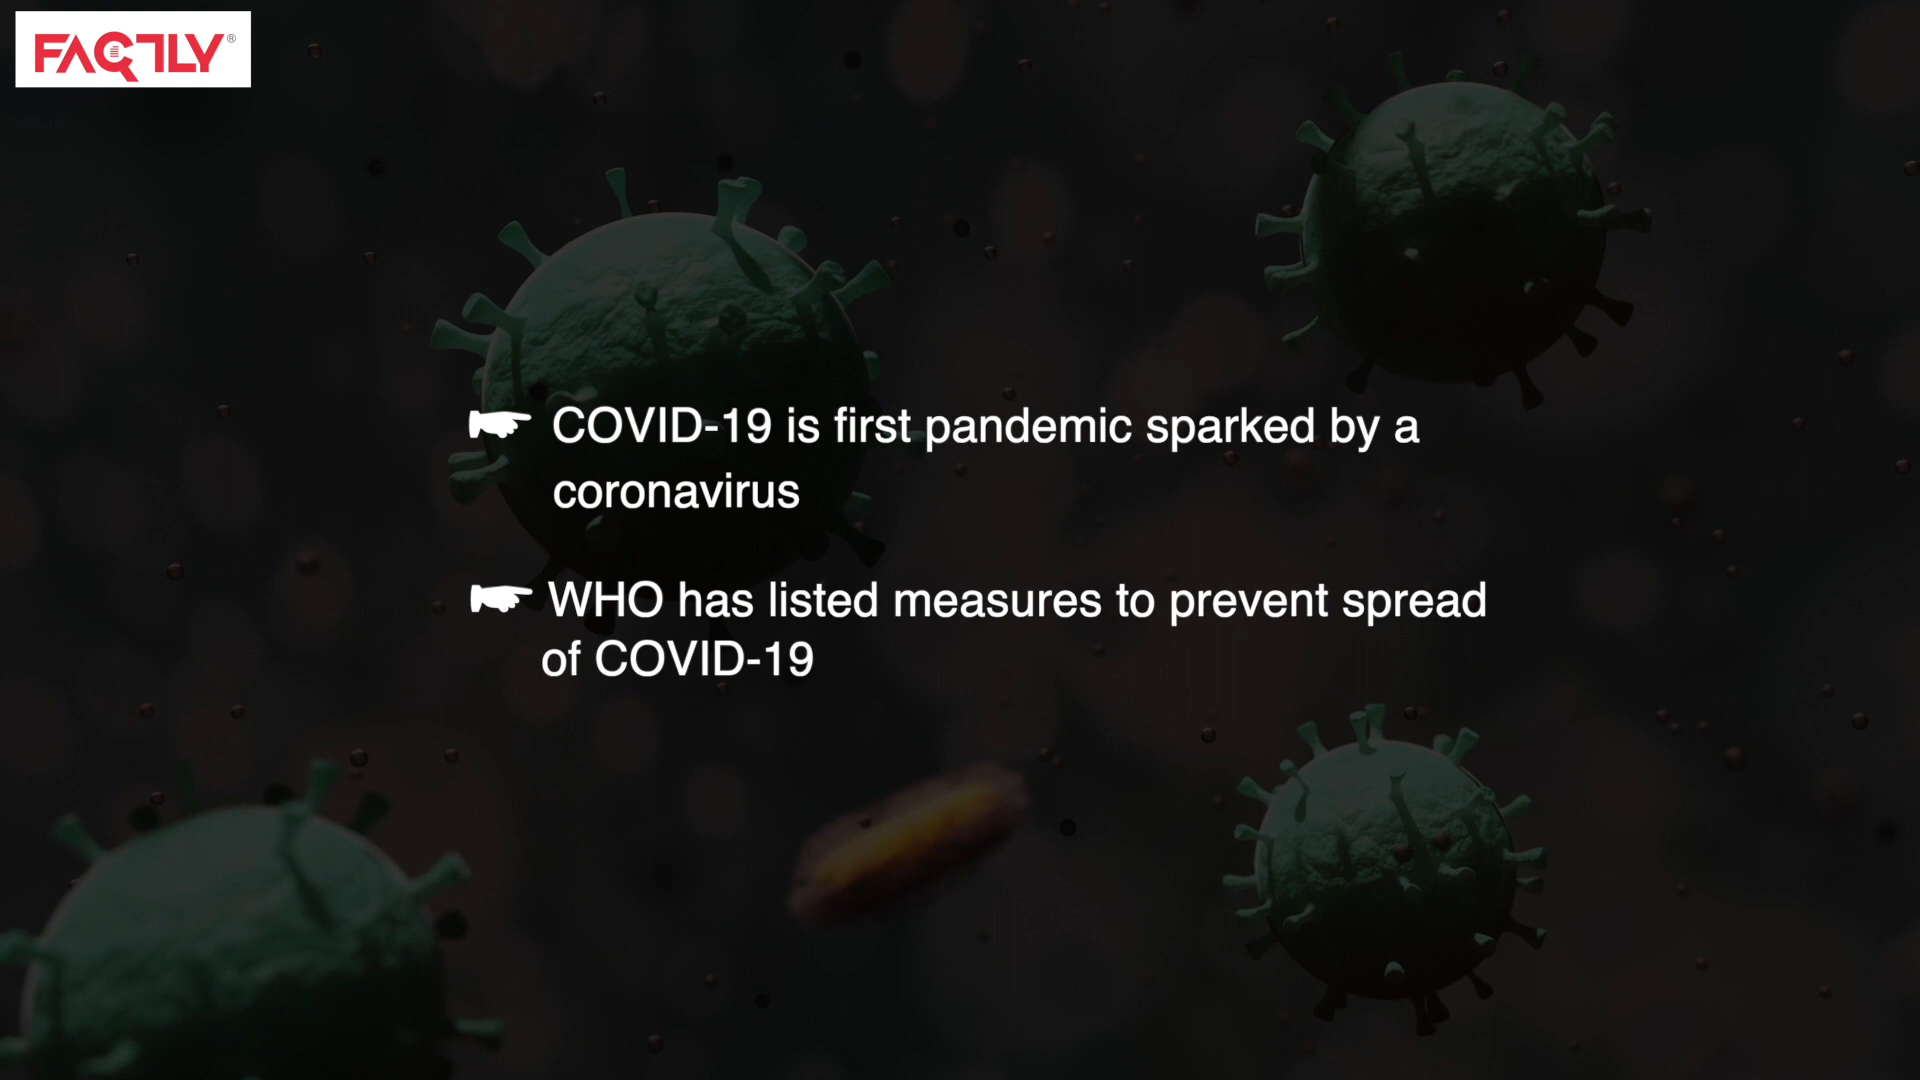 FACTLY®
☛ COVID-19 is first pandemic sparked by a
coronavirus
☛ WHO has listed measures to prevent spread
of COVID-19